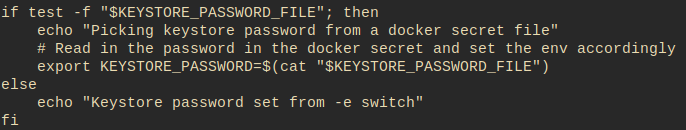 if test -f "$KEYSTORE_PASSWORD_FILE"; then
    echo "Picking keystore password from a docker secret file"
    # Read in the password in the docker secret and set the env accordingly
    export KEYSTORE_PASSWORD=$(cat "$KEYSTORE_PASSWORD_FILE")
else
    echo "Keystore password set from -e switch"
fi